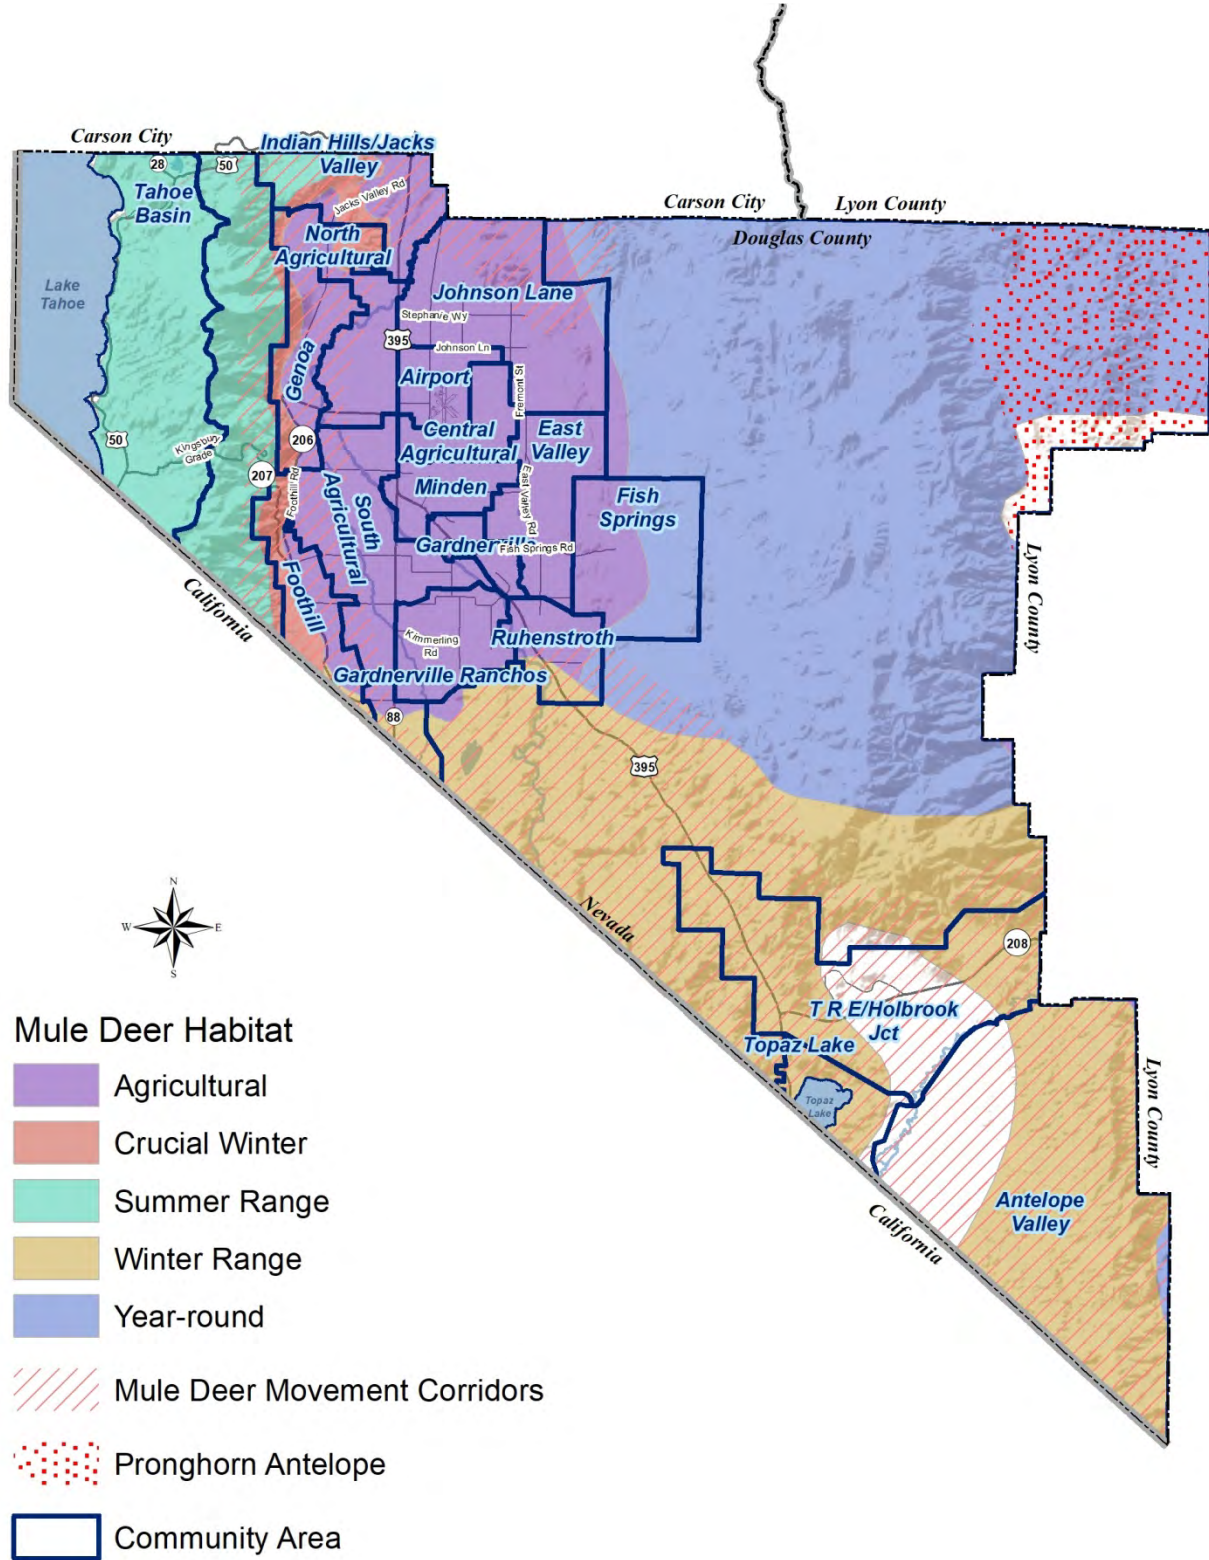 Carson City
Indian Hills/Jacks
Valley
28
50
Tahoe
Basin
Jacks Valley Rd
Carson City
Lyon County
Douglas County
North
Agricultural
Lake
Tahoe
Johnson Lane
Stephanie Wy
395
Johnson Ln
Genoa
Airport
Fremont St
50
Kingsbury
Grade
206
Central
Agricultural
East
Valley
207
Foothill Rd
South
Agricultural
Minden
East Valley Rd
Fish
Springs
Gardnerville
Fish Springs Rd
Lyon County
California
Foothill
Kimmerling
Rd
Ruhenstroth
Gardnerville Ranchos
88
395
N
W
E
S
Nevada
208
T R E/Holbrook
Jct
Topaz Lake
Topaz
Lake
Lyon County
Antelope
Valley
California
Mule Deer Habitat
Agricultural
Crucial Winter
Summer Range
Winter Range
Year-round
Mule Deer Movement Corridors
Pronghorn Antelope
Community Area